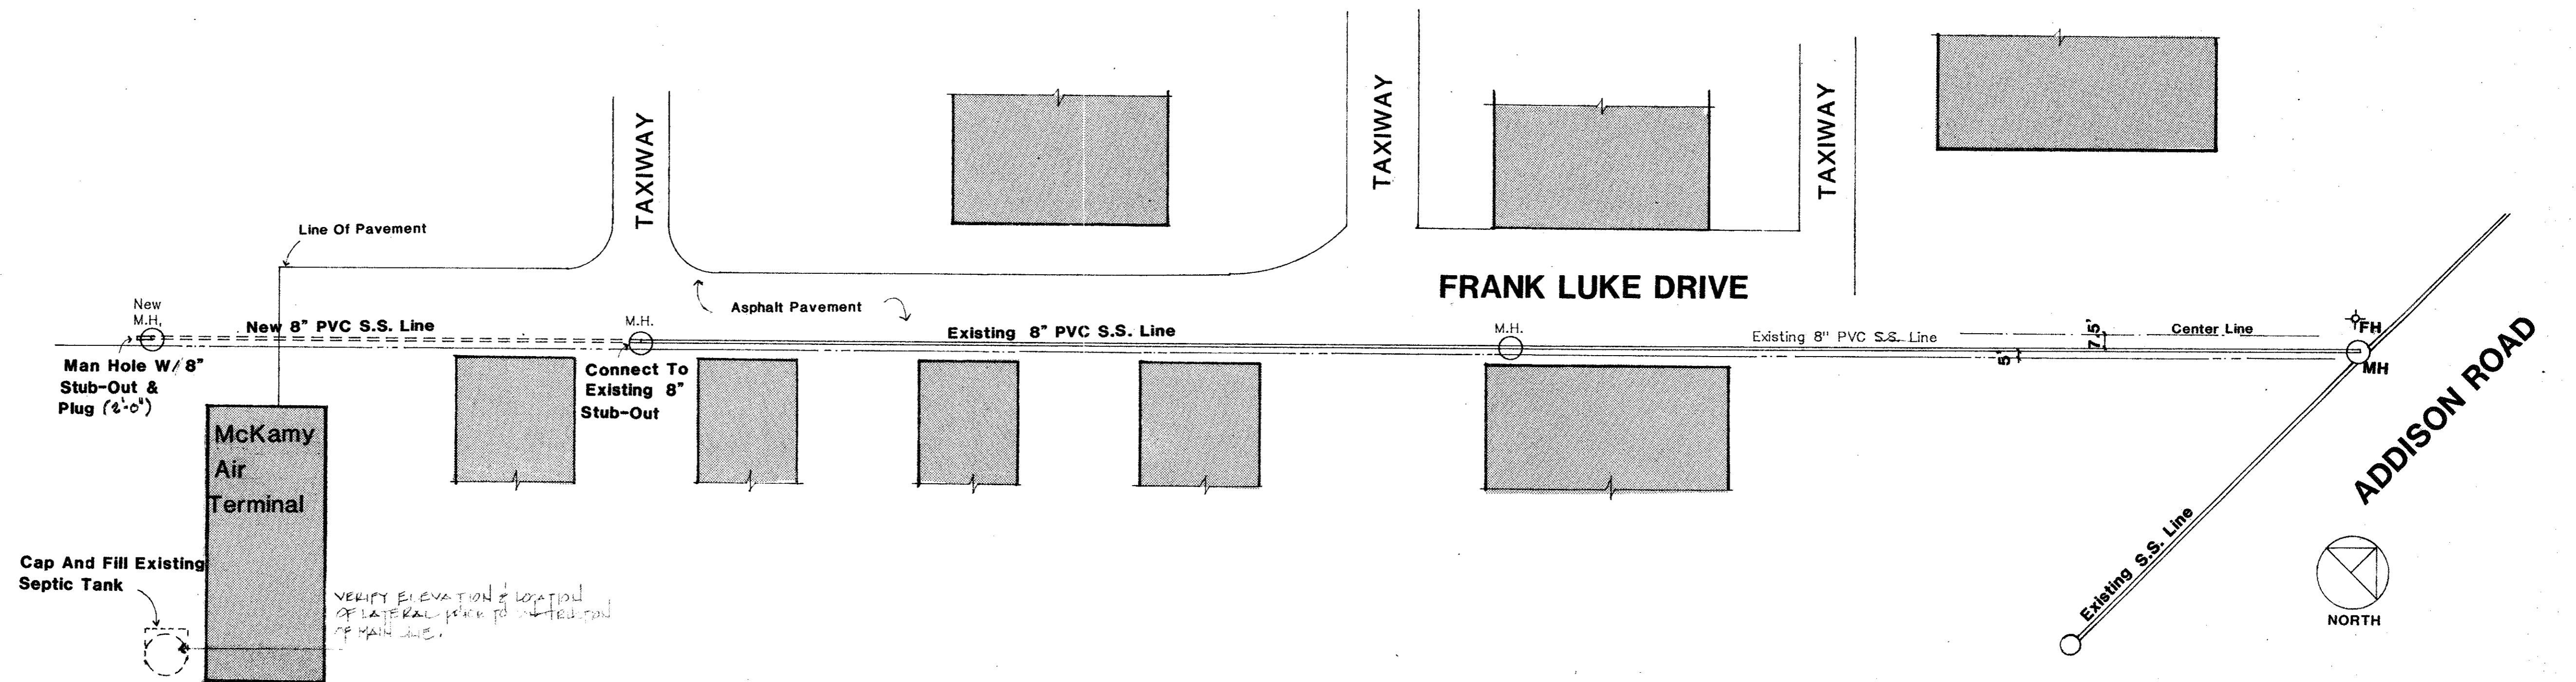 TAXIWAY
TAXIWAY
TAXIWAY
Line Of Pavement
FRANK LUKE DRIVE
Asphalt Pavement
New
M.H.
New 8" PVC S.S. Line
M.H.
Existing 8" PVC S.S. Line
M.H.
Existing 8" PVC S.S. Line
7.5'
5'
Center Line
FH
MH
ADDISON ROAD
Man Hole W/ 8"
Stub-Out &
Plug (2'-0")
Connect To
Existing 8"
Stub-Out
McKamy
Air
Terminal
Cap And Fill Existing
Septic Tank
VERIFY ELEVATION & LOCATION
OF LATERAL PRIOR TO CONSTRUCTION
OF MAIN LINE.
Existing S.S. Line
NORTH